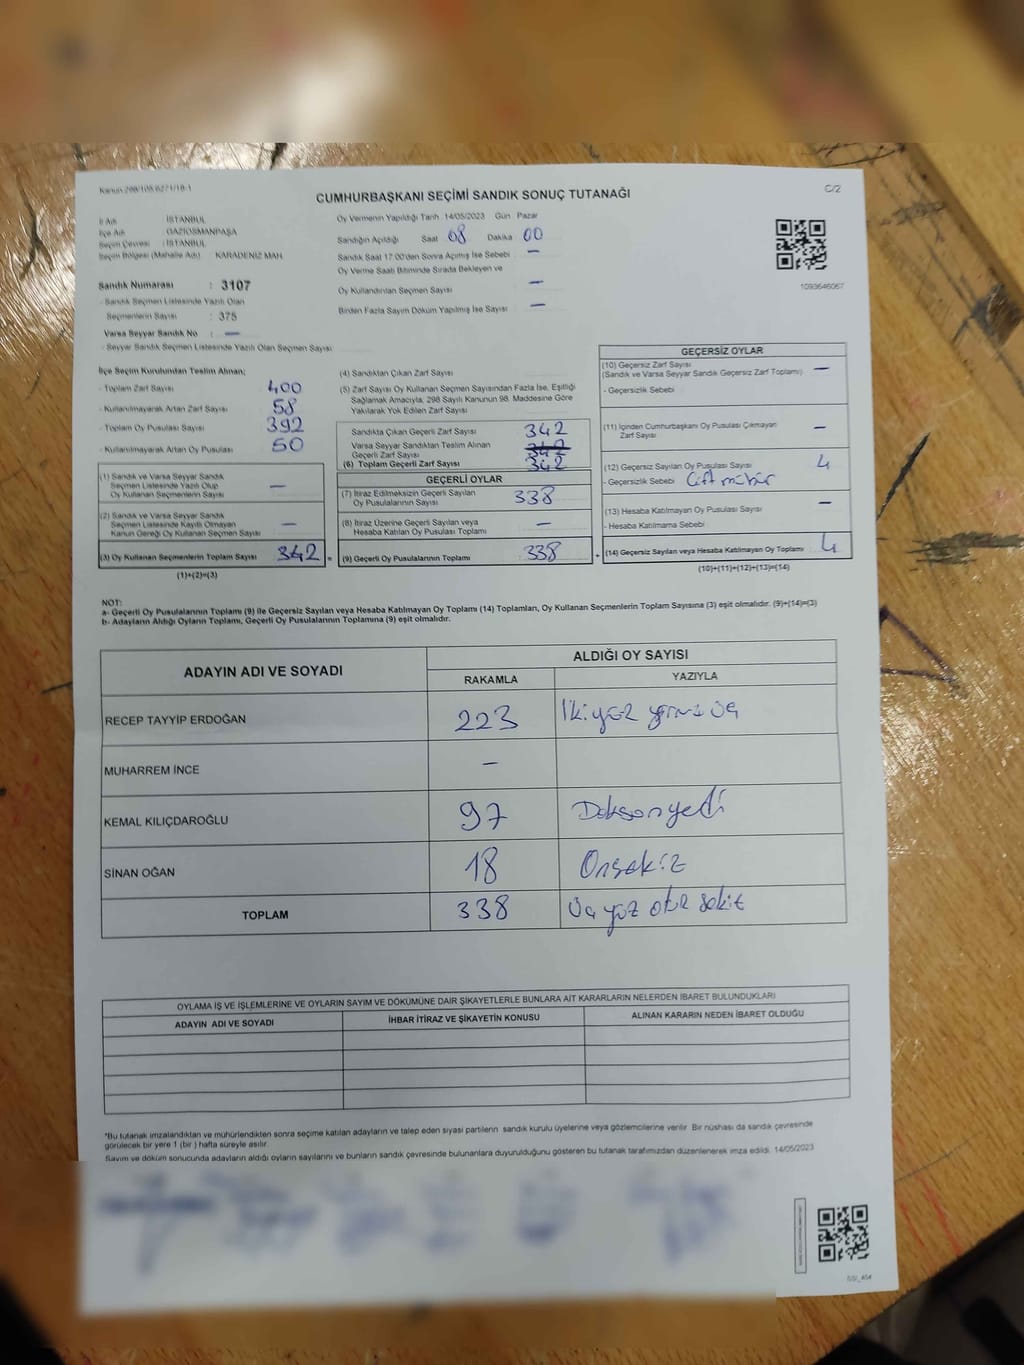 Kanun 298/105,6271/18-1
CUMHURBAŞKANI SEÇİMİ SANDIK SONUÇ TUTANAĞI
C/2
İl Adı İSTANBUL
İlçe Adı GAZİOSMANPAŞA
Seçim Çevresi : İSTANBUL
Seçim Bölgesi (Mahalle Adı) KARADENİZ MAH
Sandık Numarası : 3107
- Sandık Seçmen Listesinde Yazılı Olan
Seçmenlerin Sayısı : 375
Varsa Seyyar Sandık No : —
- Seyyar Sandık Seçmen Listesinde Yazılı Olan Seçmen Sayısı
Oy Vermenin Yapıldığı Tarih 14/05/2023 Gün Pazar
Sandığın Açıldığı Saat 08 Dakika 00
Sandık Saat 17.00'den Sonra Açılmış İse Sebebi —
Oy Verme Saati Bitiminde Sırada Bekleyen ve
Oy Kullandırılan Seçmen Sayısı —
Birden Fazla Sayım Döküm Yapılmış İse Sayısı —
1093646067
İlçe Seçim Kurulundan Teslim Alınan;
- Toplam Zarf Sayısı 400
- Kullanılmayarak Artan Zarf Sayısı 58
- Toplam Oy Pusulası Sayısı 392
- Kullanılmayarak Artan Oy Pusulası 50
(1) Sandık ve Varsa Seyyar Sandık
Seçmen Listesinde Yazılı Olup
Oy Kullanan Seçmenlerin Sayısı —
(2) Sandık ve Varsa Seyyar Sandık
Seçmen Listesinde Kayıtlı Olmayan
Kanun Gereği Oy Kullanan Seçmen Sayısı —
(3) Oy Kullanan Seçmenlerin Toplam Sayısı 342 =
(1)+(2)=(3)
(4) Sandıktan Çıkan Zarf Sayısı
(5) Zarf Sayısı Oy Kullanan Seçmen Sayısından Fazla İse, Eşitliği
Sağlamak Amacıyla, 298 Sayılı Kanunun 98. Maddesine Göre
Yakılarak Yok Edilen Zarf Sayısı
Sandıkta Çıkan Geçerli Zarf Sayısı 342
Varsa Seyyar Sandıktan Teslim Alınan
Geçerli Zarf Sayısı
(6) Toplam Geçerli Zarf Sayısı 342
GEÇERLİ OYLAR
(7) İtiraz Edilmeksizin Geçerli Sayılan
Oy Pusulalarının Sayısı 338
(8) İtiraz Üzerine Geçerli Sayılan veya
Hesaba Katılan Oy Pusulası Toplamı —
(9) Geçerli Oy Pusulalarının Toplamı 338 +
GEÇERSİZ OYLAR
(10) Geçersiz Zarf Sayısı —
(Sandık ve Varsa Seyyar Sandık Geçersiz Zarf Toplamı)
- Geçersizlik Sebebi
(11) İçinden Cumhurbaşkanı Oy Pusulası Çıkmayan
Zarf Sayısı —
(12) Geçersiz Sayılan Oy Pusulası Sayısı 4
- Geçersizlik Sebebi Çift mühür
(13) Hesaba Katılmayan Oy Pusulası Sayısı —
- Hesaba Katılmama Sebebi
(14) Geçersiz Sayılan veya Hesaba Katılmayan Oy Toplamı 4
(10)+(11)+(12)+(13)=(14)
NOT:
a- Geçerli Oy Pusulalarının Toplamı (9) ile Geçersiz Sayılan veya Hesaba Katılmayan Oy Toplamı (14) Toplamları, Oy Kullanan Seçmenlerin Toplam Sayısına (3) eşit olmalıdır. (9)+(14)=(3)
b- Adayların Aldığı Oyların Toplamı, Geçerli Oy Pusulalarının Toplamına (9) eşit olmalıdır.
ADAYIN ADI VE SOYADI
ALDIĞI OY SAYISI
RAKAMLA YAZIYLA
RECEP TAYYİP ERDOĞAN 223 İkiyüz yirmi üç
MUHARREM İNCE —
KEMAL KILIÇDAROĞLU 97 Doksanyedi
SİNAN OĞAN 18 Onsekiz
TOPLAM 338 Üç yüz otuz sekiz
OYLAMA İŞ VE İŞLEMLERİNE VE OYLARIN SAYIM VE DÖKÜMÜNE DAİR ŞİKAYETLERLE BUNLARA AİT KARARLARIN NELERDEN İBARET BULUNDUKLARI
ADAYIN ADI VE SOYADI İHBAR İTİRAZ VE ŞİKAYETİN KONUSU ALINAN KARARIN NEDEN İBARET OLDUĞU
*Bu tutanak imzalandıktan ve mühürlendikten sonra seçime katılan adayların ve talep eden siyasi partilerin sandık kurulu üyelerine veya gözlemcilerine verilir. Bir nüshası da sandık çevresinde
görülecek bir yere 1 (bir) hafta süreyle asılır.
Sayım ve döküm sonucunda adayların aldığı oyların sayılarını ve bunların sandık çevresinde bulunanlara duyurulduğunu gösteren bu tutanak tarafımızdan düzenlenerek imza edildi. 14/05/2023